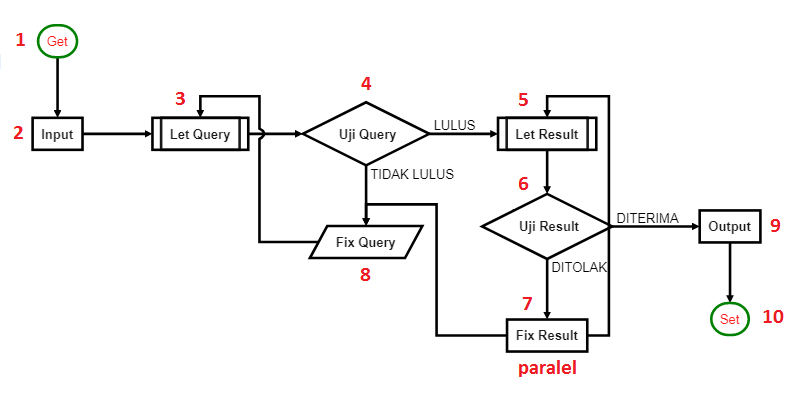 1
Get
2
Input
3
Let Query
4
Uji Query
LULUS
TIDAK LULUS
5
Let Result
6
Uji Result
DITERIMA
DITOLAK
7
Fix Result
paralel
Fix Query
8
Output
9
Set
10